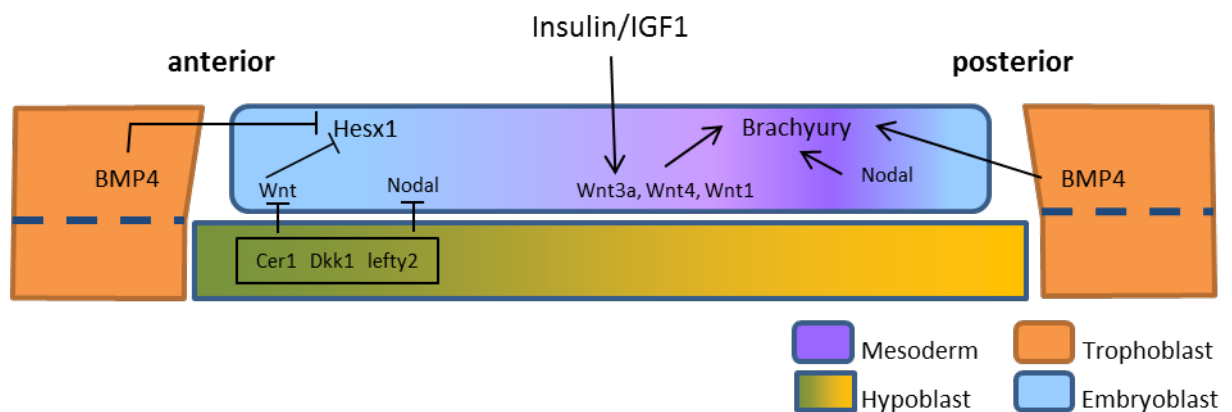 Insulin/IGF1
anterior
posterior
Hesx1
Brachyury
BMP4
Wnt
Nodal
Wnt3a, Wnt4, Wnt1
Nodal
BMP4
Cer1 Dkk1 lefty2
Mesoderm
Trophoblast
Hypoblast
Embryoblast